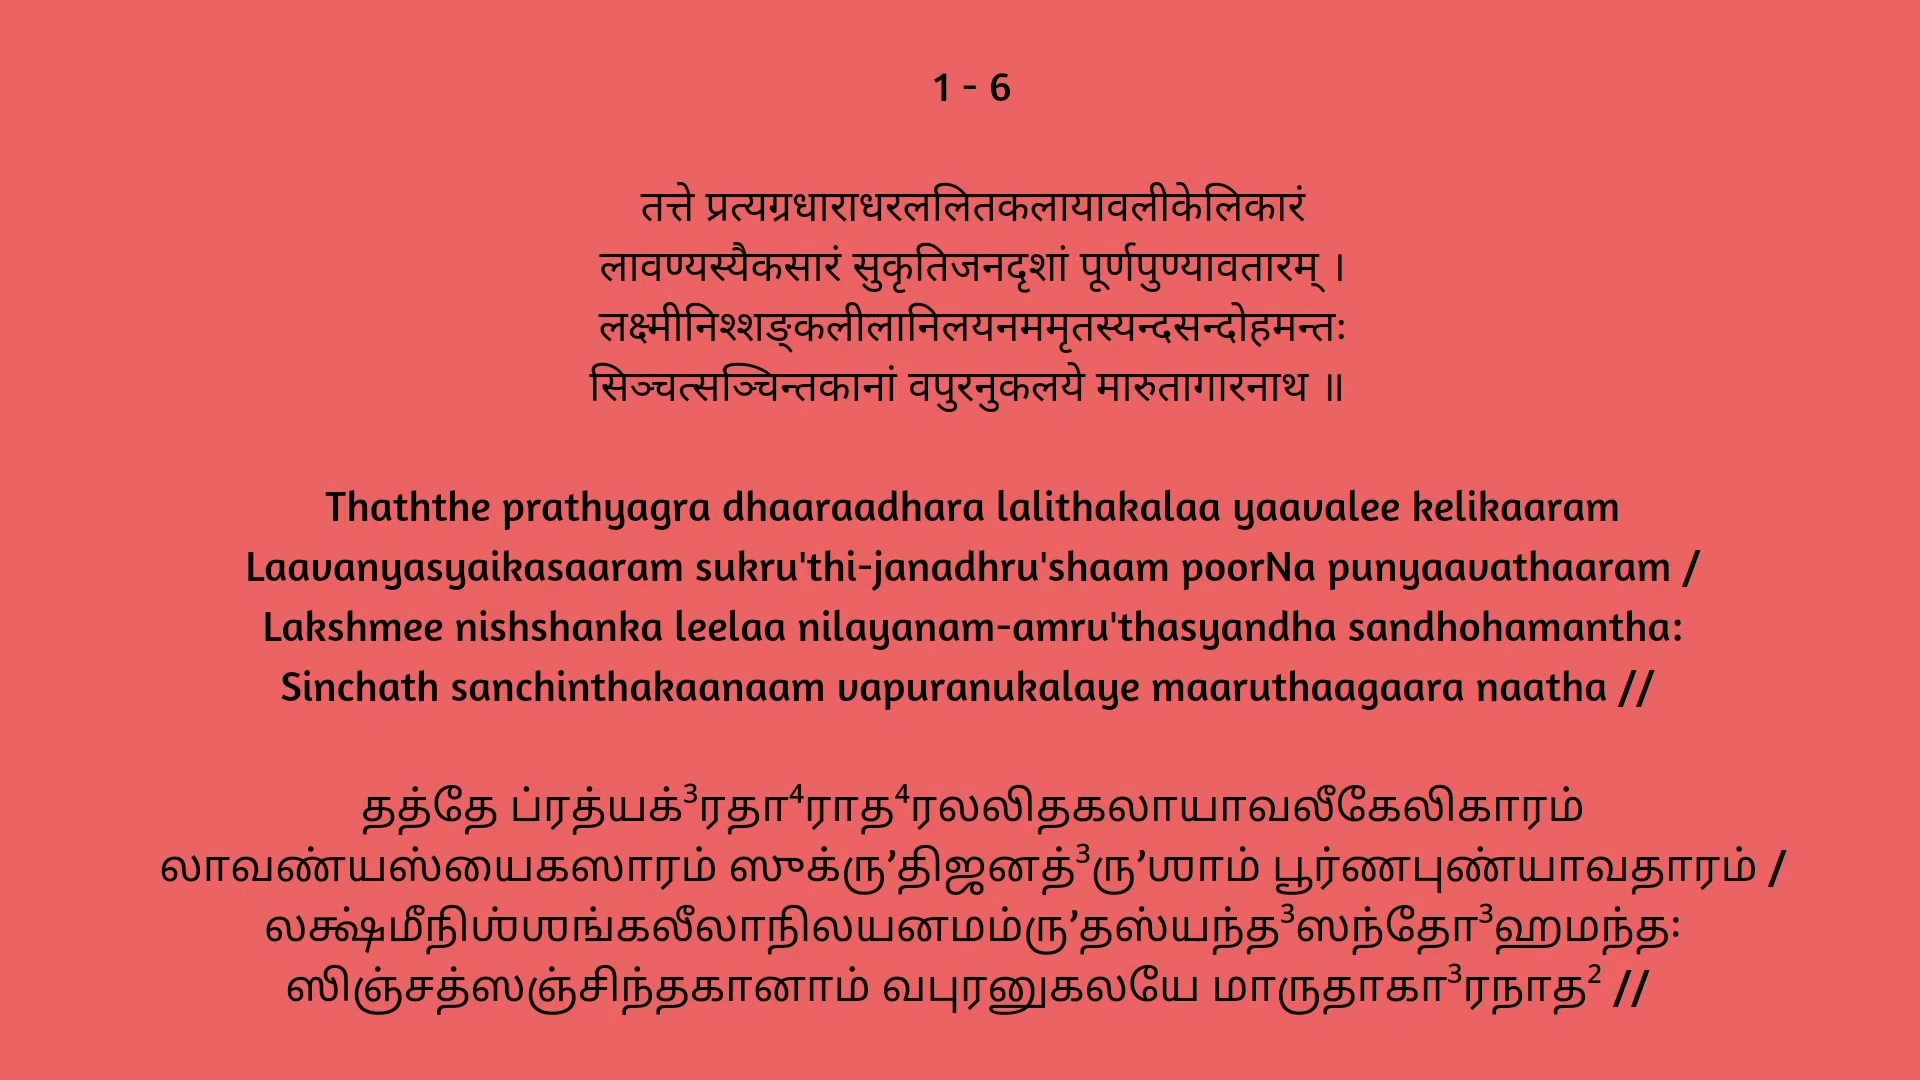 1 - 6
तत्ते प्रत्यग्रधाराधरललितकलायावलीकेलिकारं
लावण्यस्यैकसारं सुकृतिजनदृशां पूर्णपुण्यावतारम् ।
लक्ष्मीनिश्शङ्कलीलानिलयनममृतस्यन्दसन्दोहमन्तः
सिञ्चत्सञ्चिन्तकानां वपुरनुकलये मारुतागारनाथ ॥
Thaththe prathyagra dhaaraadhara lalithakalaa yaavalee kelikaaram
Laavanyasyaikasaaram sukru'thi-janadhru'shaam poorNa punyaavathaaram /
Lakshmee nishshanka leelaa nilayanam-amru'thasyandha sandhohamantha:
Sinchath sanchinthakaanaam vapuranukalaye maaruthaagaara naatha //
தத்தே ப்ரத்யக்³ரதா⁴ராத⁴ரலலிதகலாயாவலீகேலிகாரம்
லாவண்யஸ்யைகஸாரம் ஸுக்ரு’திஜனத்³ரு’ஶாம் பூர்ணபுண்யாவதாரம் /
லக்ஷ்மீநிஶ்ஶங்கலீலாநிலயனமம்ரு’தஸ்யந்த³ஸந்தோ³ஹமந்த:
ஸிஞ்சத்ஸஞ்சிந்தகானாம் வபுரனுகலயே மாருதாகா³ரநாத² //